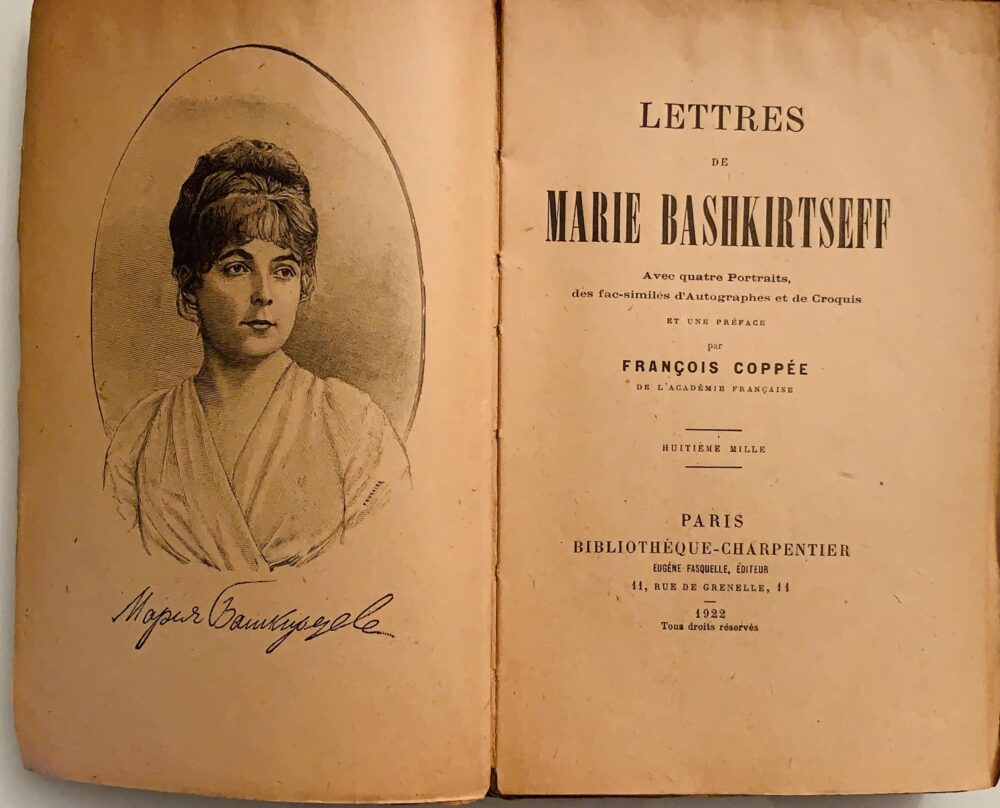 Мария Башкирцева
LETTRES
DE
MARIE BASHKIRTSEFF
Avec quatre Portraits,
des fac-similés d'Autographes et de Croquis
ET UNE PRÉFACE
par
FRANÇOIS COPPÉE
DE L'ACADÉMIE FRANÇAISE
HUITIÈME MILLE
PARIS
BIBLIOTHÈQUE-CHARPENTIER
EUGÈNE FASQUELLE, ÉDITEUR
11, RUE DE GRENELLE, 11
1922
Tous droits réservés